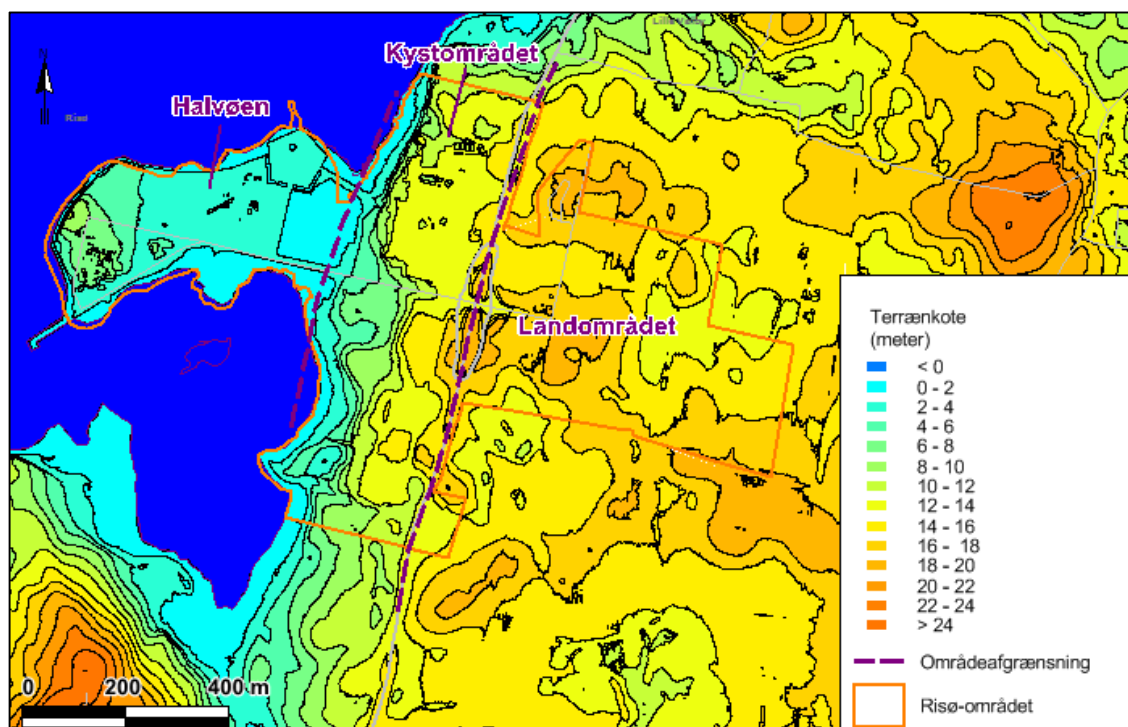 N
Kystområdet
Halvøen
Risø
Landområdet
Terrænkote
(meter)
< 0
0 - 2
2 - 4
4 - 6
6 - 8
8 - 10
10 - 12
12 - 14
14 - 16
16 - 18
18 - 20
20 - 22
22 - 24
> 24
Områdeafgrænsning
Risø-området
0 200 400 m